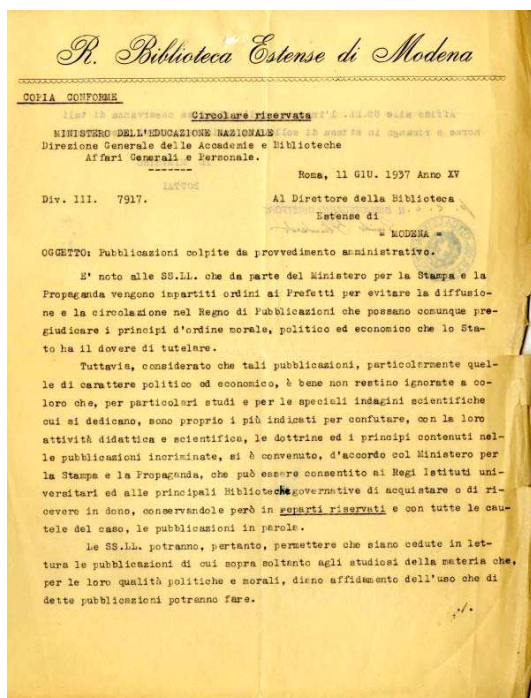 R. Biblioteca Estense di Modena
COPIA CONFORME
Circolare riservata
MINISTERO DELL'EDUCAZIONE NAZIONALE
Direzione Generale delle Accademie e Biblioteche
Affari Generali e Personale.
Roma, 11 GIU. 1937 Anno XV
Div. III. 7917.
Al Direttore della Biblioteca
Estense di
= MODENA =
OGGETTO: Pubblicazioni colpite da provvedimento amministrativo.
E' noto alle SS.LL. che da parte del Ministero per la Stampa e la
Propaganda vengono impartiti ordini ai Prefetti per evitare la diffusio-
ne e la circolazione nel Regno di Pubblicazioni che possano comunque pre-
giudicare i principi d'ordine morale, politico ed economico che lo Sta-
to ha il dovere di tutelare.
Tuttavia, considerato che tali pubblicazioni, particolarmente quel-
le di carattere politico ed economico, è bene non restino ignorate a co-
loro che, per particolari studi e per le speciali indagini scientifiche
cui si dedicano, sono proprio i più indicati per confutare, con la loro
attività didattica e scientifica, le dottrine ed i principi contenuti nel-
le pubblicazioni incriminate, si è convenuto, d'accordo col Ministero per
la Stampa e la Propaganda, che può essere consentito ai Regi Istituti uni-
versitari ed alle principali Biblioteche governative di acquistare o di ri-
cevere in dono, conservandole però in reparti riservati e con tutte le cau-
tele del caso, le pubblicazioni in parola.
Le SS.LL. potranno, pertanto, permettere che siano cedute in let-
tura le pubblicazioni di cui sopra soltanto agli studiosi della materia che,
per le loro qualità politiche e morali, diano affidamento dell'uso che di
dette pubblicazioni potranno fare.
./.